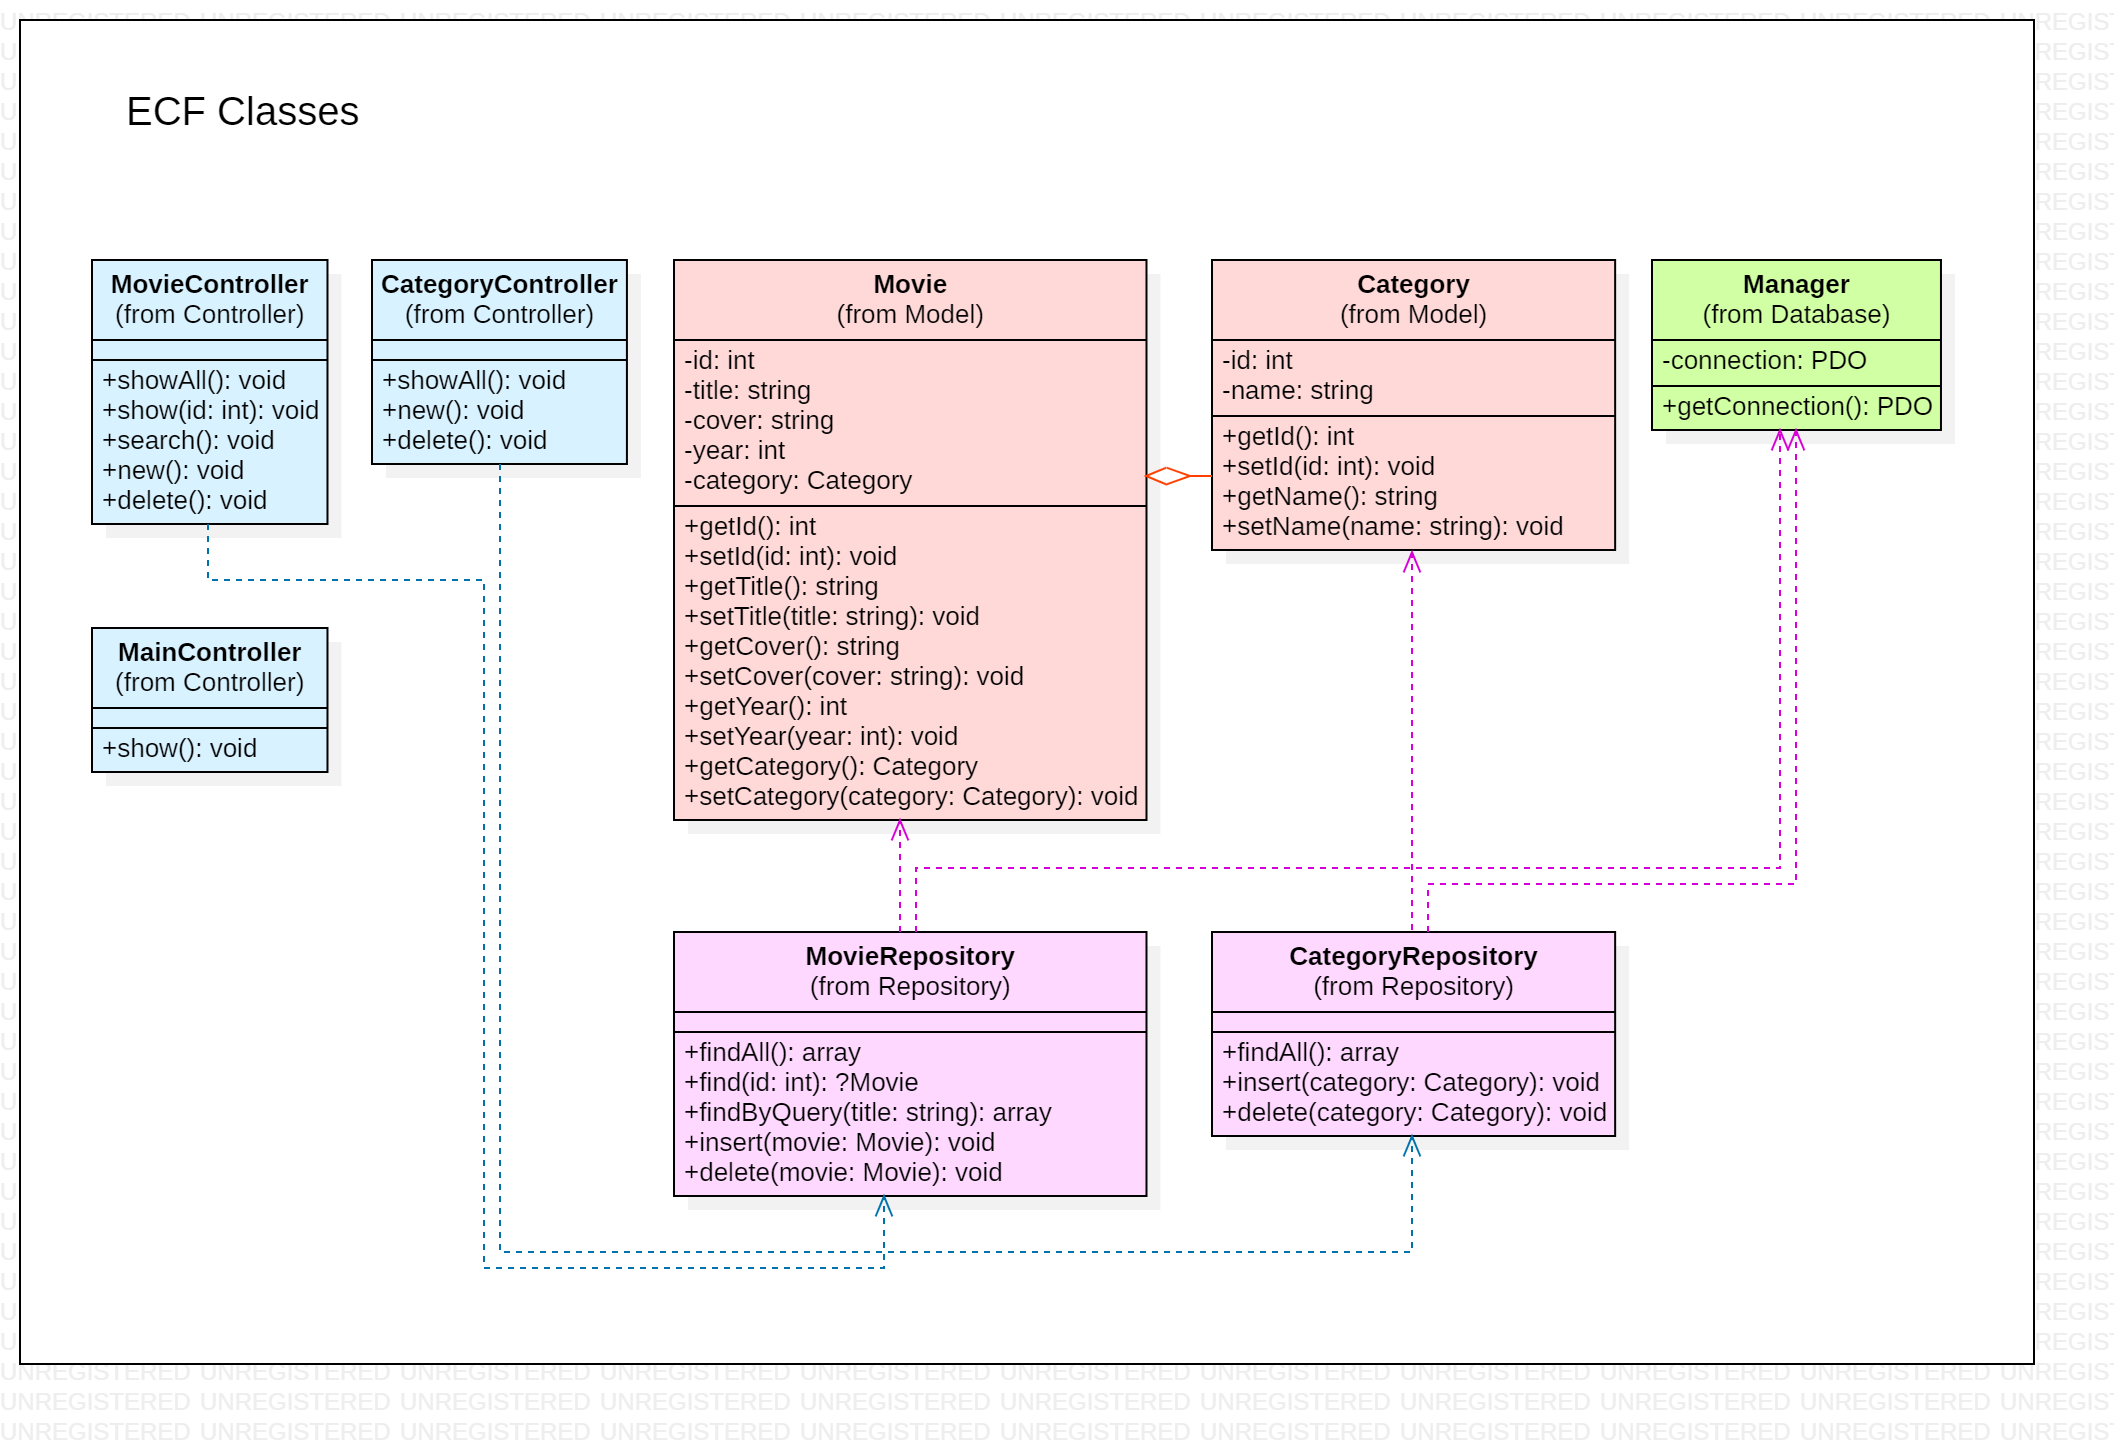 ECF Classes
MovieController
(from Controller)
+showAll(): void
+show(id: int): void
+search(): void
+new(): void
+delete(): void
CategoryController
(from Controller)
+showAll(): void
+new(): void
+delete(): void
Movie
(from Model)
-id: int
-title: string
-cover: string
-year: int
-category: Category
+getId(): int
+setId(id: int): void
+getTitle(): string
+setTitle(title: string): void
+getCover(): string
+setCover(cover: string): void
+getYear(): int
+setYear(year: int): void
+getCategory(): Category
+setCategory(category: Category): void
Category
(from Model)
-id: int
-name: string
+getId(): int
+setId(id: int): void
+getName(): string
+setName(name: string): void
Manager
(from Database)
-connection: PDO
+getConnection(): PDO
MainController
(from Controller)
+show(): void
MovieRepository
(from Repository)
+findAll(): array
+find(id: int): ?Movie
+findByQuery(title: string): array
+insert(movie: Movie): void
+delete(movie: Movie): void
CategoryRepository
(from Repository)
+findAll(): array
+insert(category: Category): void
+delete(category: Category): void
UNREGISTERED UNREGISTERED UNREGISTERED UNREGISTERED UNREGISTERED UNREGISTERED UNREGISTERED UNREGISTERED UNREGISTERED UNREGISTERED UNREGIST
UNREGISTERED UNREGISTERED UNREGISTERED UNREGISTERED UNREGISTERED UNREGISTERED UNREGISTERED UNREGISTERED UNREGISTERED UNREGISTERED UNREGIST
UNREGISTERED UNREGISTERED UNREGISTERED UNREGISTERED UNREGISTERED UNREGISTERED UNREGISTERED UNREGISTERED UNREGISTERED UNREGISTERED UNREGIST